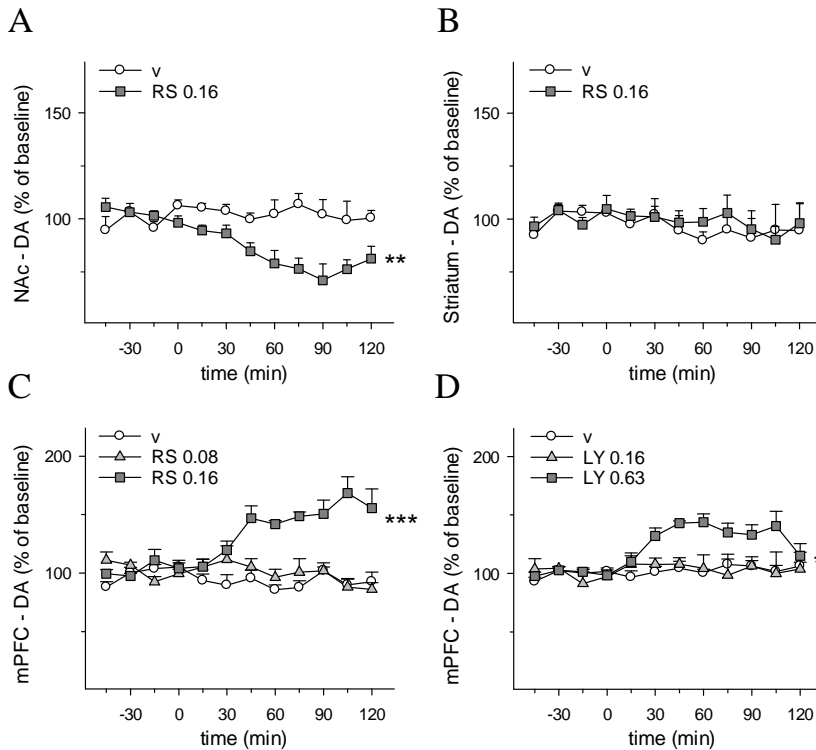 A
v
RS 0.16
150
100
NAc - DA (% of baseline)
**
-30 0 30 60 90 120
time (min)
B
v
RS 0.16
150
100
Striatum - DA (% of baseline)
-30 0 30 60 90 120
time (min)
C
v
RS 0.08
RS 0.16
200
100
mPFC - DA (% of baseline)
***
-30 0 30 60 90 120
time (min)
D
v
LY 0.16
LY 0.63
200
100
mPFC - DA (% of baseline)
-30 0 30 60 90 120
time (min)